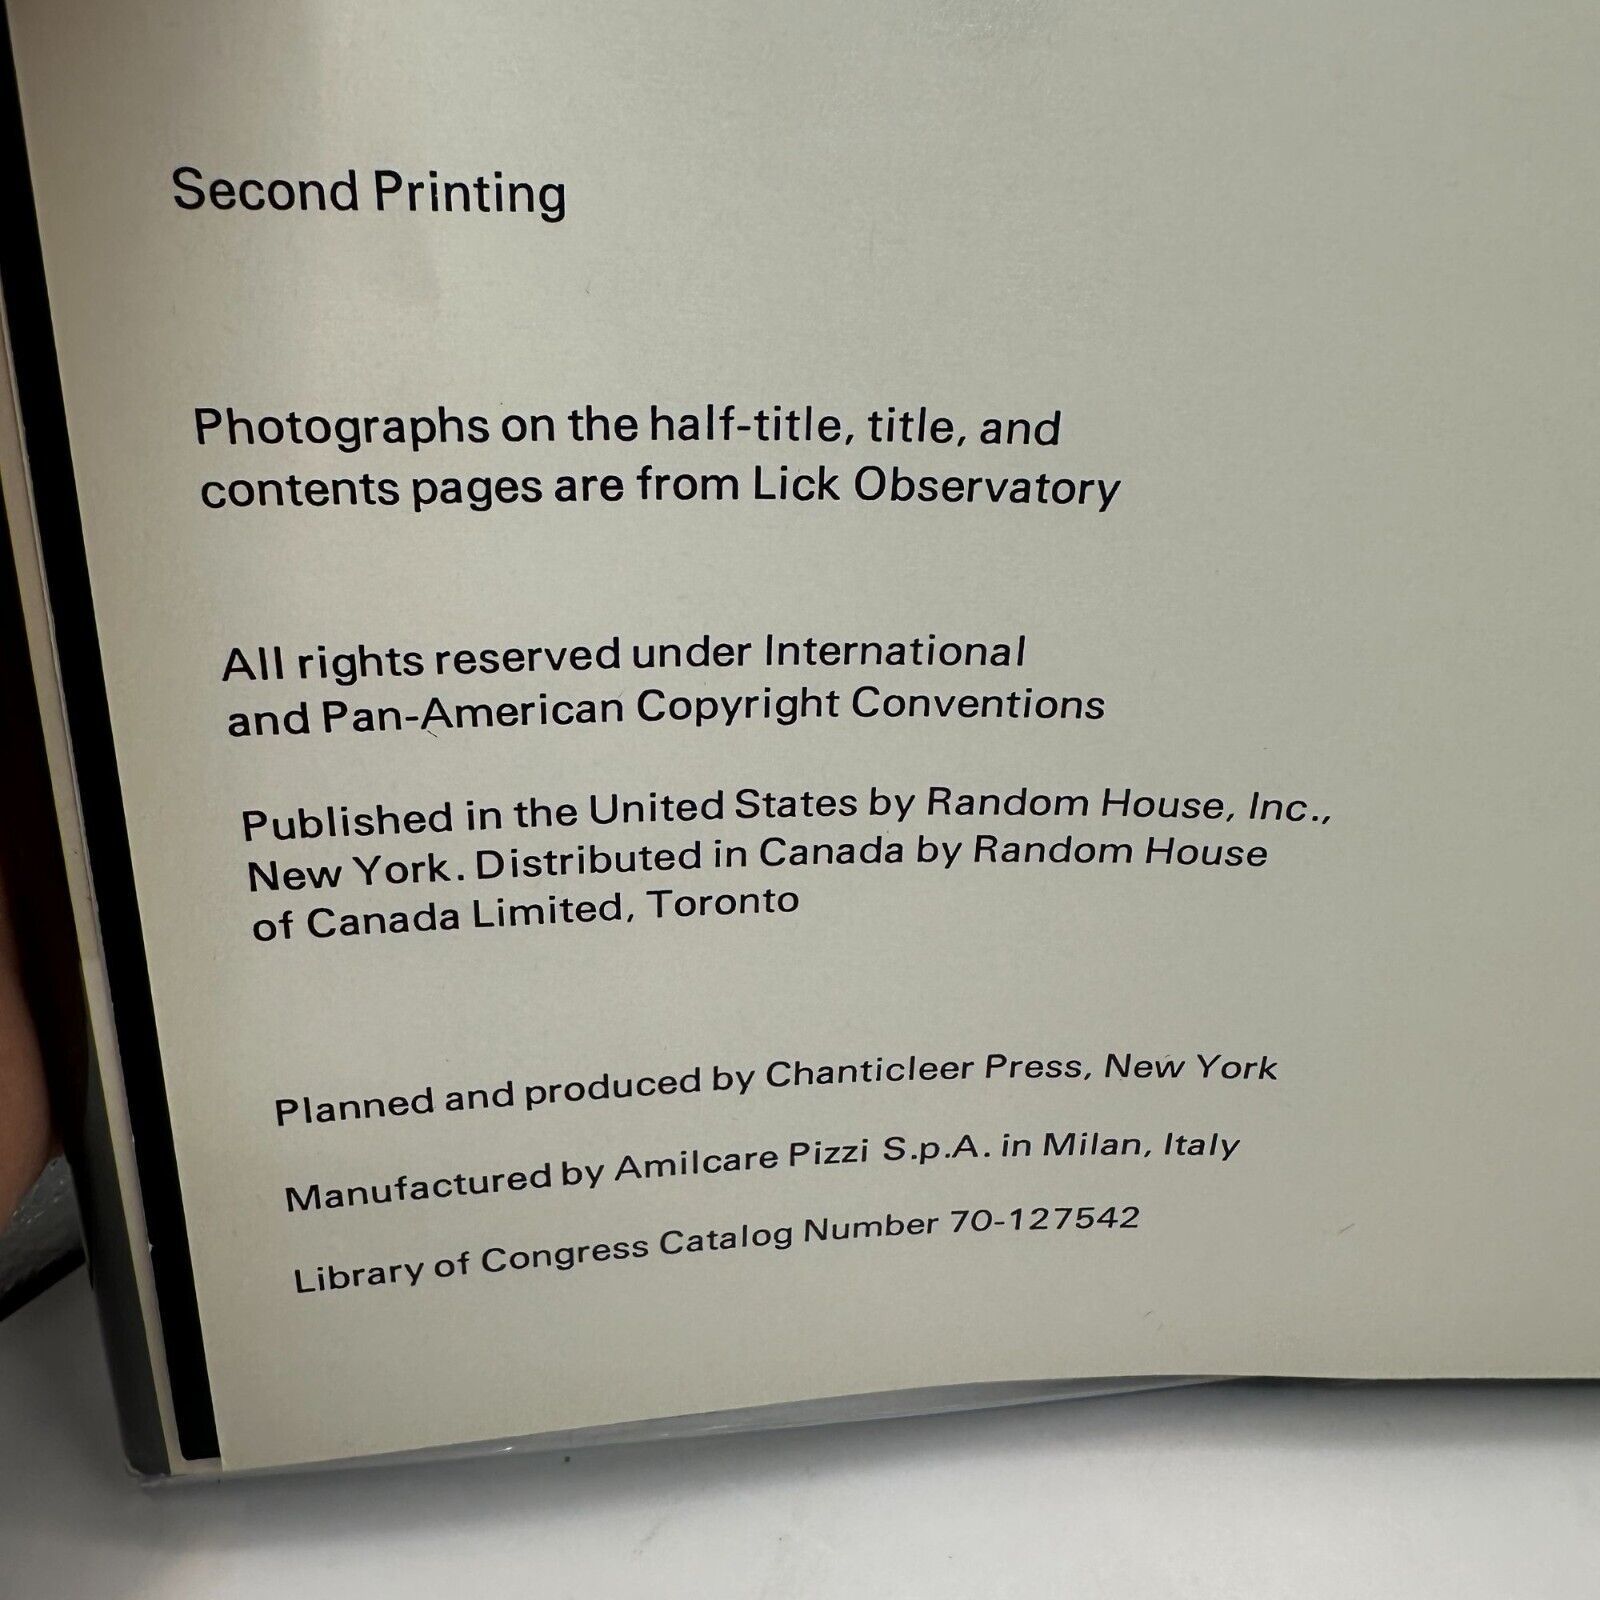 Second Printing
Photographs on the half-title, title, and
contents pages are from Lick Observatory
All rights reserved under International
and Pan-American Copyright Conventions
Published in the United States by Random House, Inc.,
New York. Distributed in Canada by Random House
of Canada Limited, Toronto
Planned and produced by Chanticleer Press, New York
Manufactured by Amilcare Pizzi S.p.A. in Milan, Italy
Library of Congress Catalog Number 70-127542